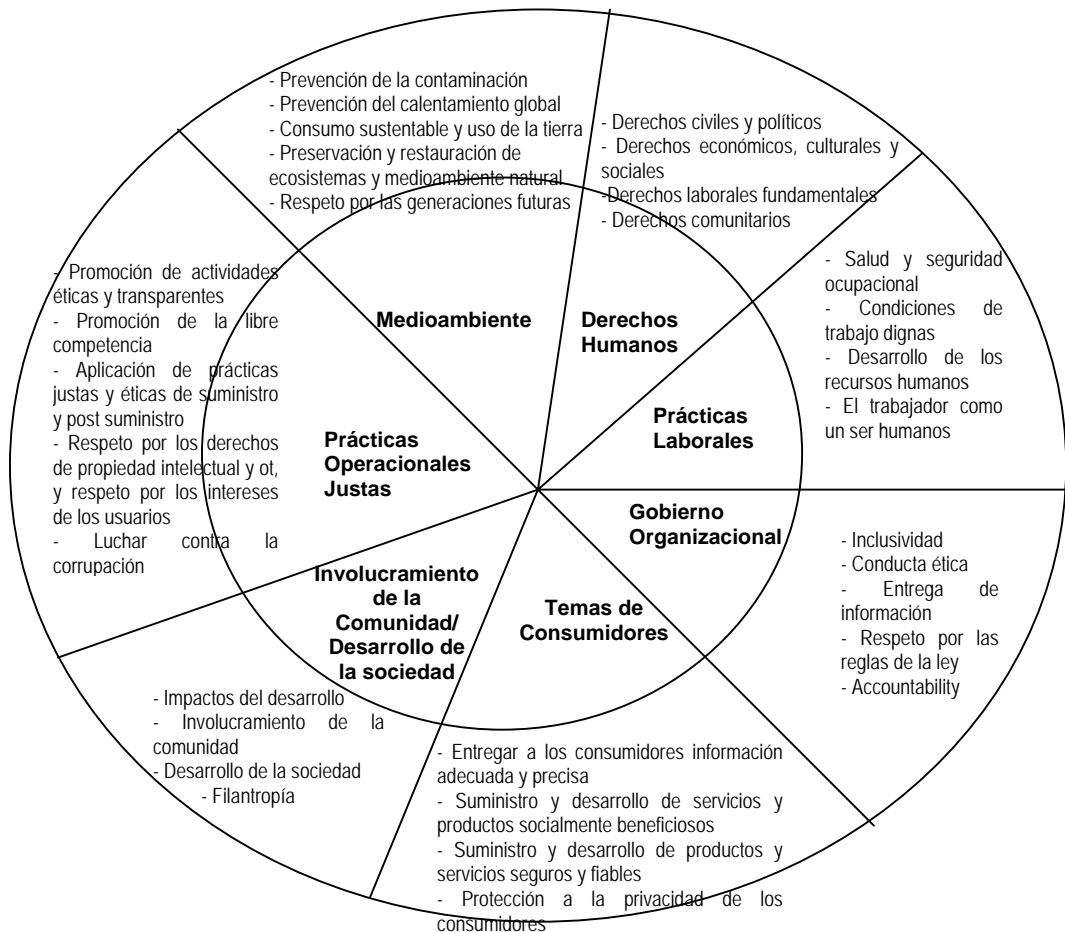 - Prevención de la contaminación
- Prevención del calentamiento global
- Consumo sustentable y uso de la tierra
- Preservación y restauración de
ecosistemas y medioambiente natural
- Respeto por las generaciones futuras
- Derechos civiles y políticos
- Derechos económicos, culturales y
sociales
-Derechos laborales fundamentales
- Derechos comunitarios
- Salud y seguridad
ocupacional
- Condiciones de
trabajo dignas
- Desarrollo de los
recursos humanos
- El trabajador como
un ser humanos
- Promoción de actividades
éticas y transparentes
- Promoción de la libre
competencia
- Aplicación de prácticas
justas y éticas de suministro
y post suministro
- Respeto por los derechos
de propiedad intelectual y ot,
y respeto por los intereses
de los usuarios
- Luchar contra la
corrupación
Medioambiente
Derechos
Humanos
Prácticas
Laborales
Prácticas
Operacionales
Justas
Gobierno
Organizacional
Involucramiento
de la
Comunidad/
Desarrollo de
la sociedad
Temas de
Consumidores
- Inclusividad
- Conducta ética
- Entrega de
información
- Respeto por las
reglas de la ley
- Accountability
- Impactos del desarrollo
- Involucramiento de la
comunidad
- Desarrollo de la sociedad
- Filantropía
- Entregar a los consumidores información
adecuada y precisa
- Suministro y desarrollo de servicios y
productos socialmente beneficiosos
- Suministro y desarrollo de productos y
servicios seguros y fiables
- Protección a la privacidad de los
consumidores